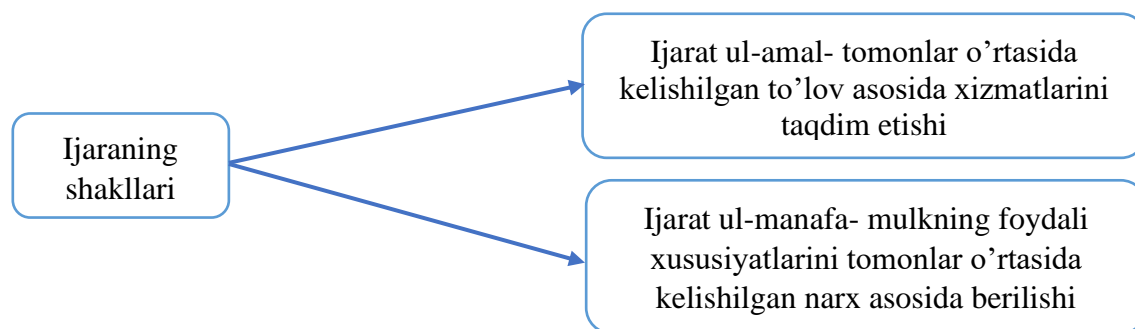 Ijaraning
shakllari
Ijarat ul-amal- tomonlar o’rtasida
kelishilgan to’lov asosida xizmatlarini
taqdim etishi
Ijarat ul-manafa- mulkning foydali
xususiyatlarini tomonlar o’rtasida
kelishilgan narx asosida berilishi